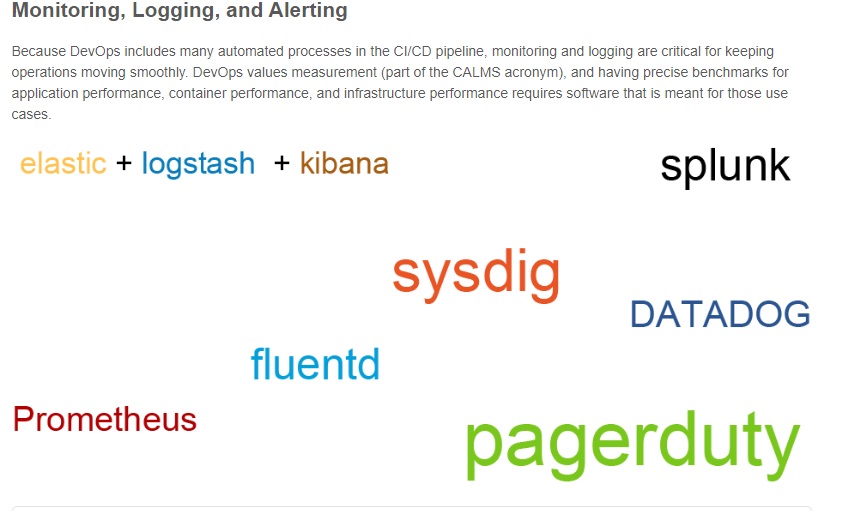 Monitoring, Logging, and Alerting
Because DevOps includes many automated processes in the CI/CD pipeline, monitoring and logging are critical for keeping
operations moving smoothly. DevOps values measurement (part of the CALMS acronym), and having precise benchmarks for
application performance, container performance, and infrastructure performance requires software that is meant for those use
cases.
elastic + logstash + kibana
splunk
sysdig
DATADOG
fluentd
Prometheus
pagerduty